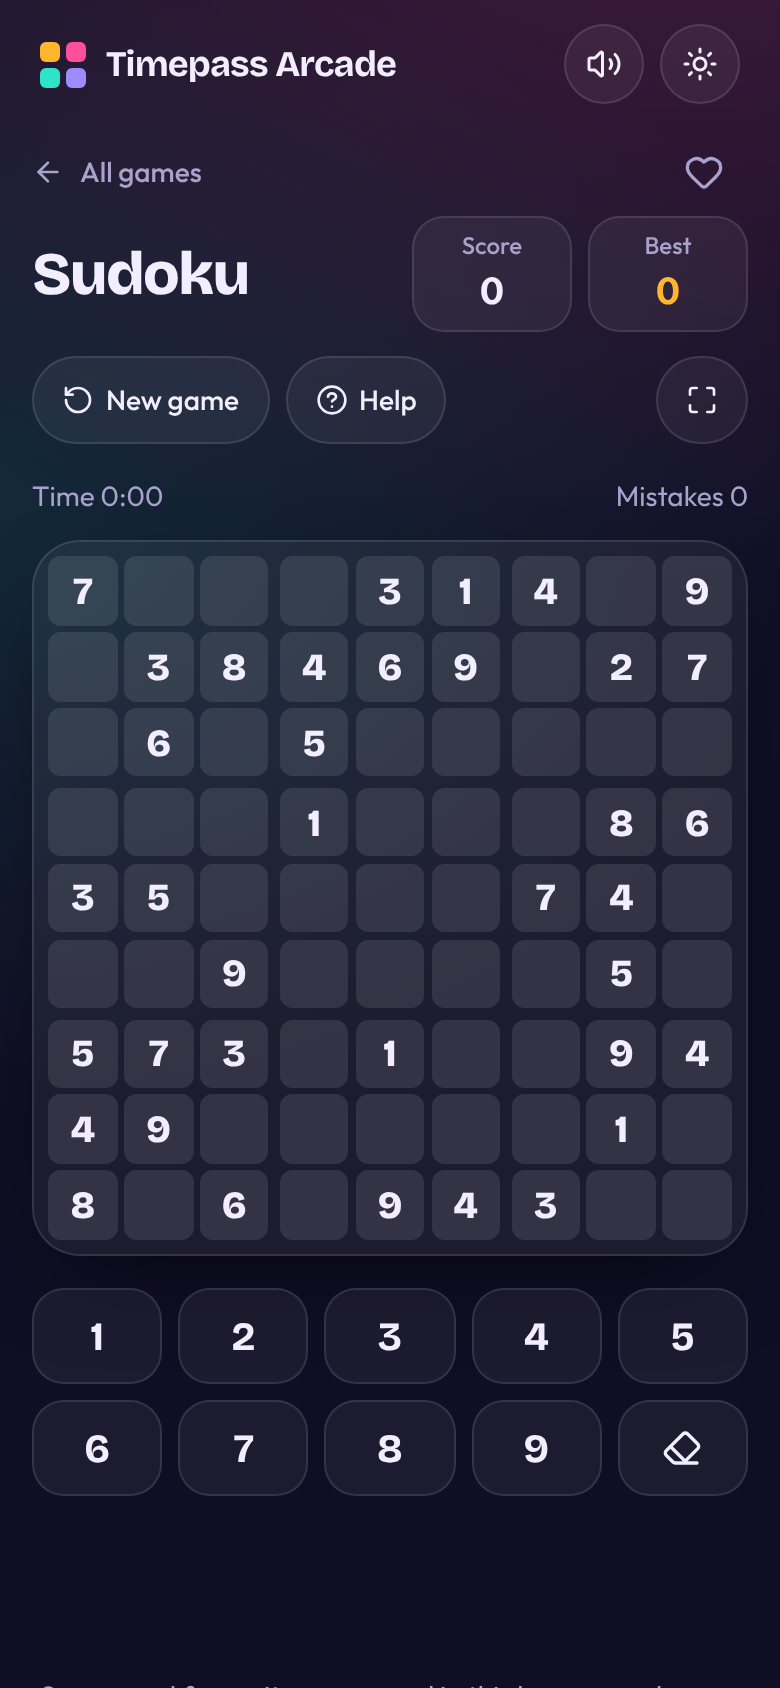 Timepass Arcade
All games
Sudoku
Score
0
Best
0
New game
Help
Time 0:00
Mistakes 0
7 3 1 4 9
3 8 4 6 9 2 7
6 5
1 8 6
3 5 7 4
9 5
5 7 3 1 9 4
4 9 1
8 6 9 4 3
1 2 3 4 5
6 7 8 9